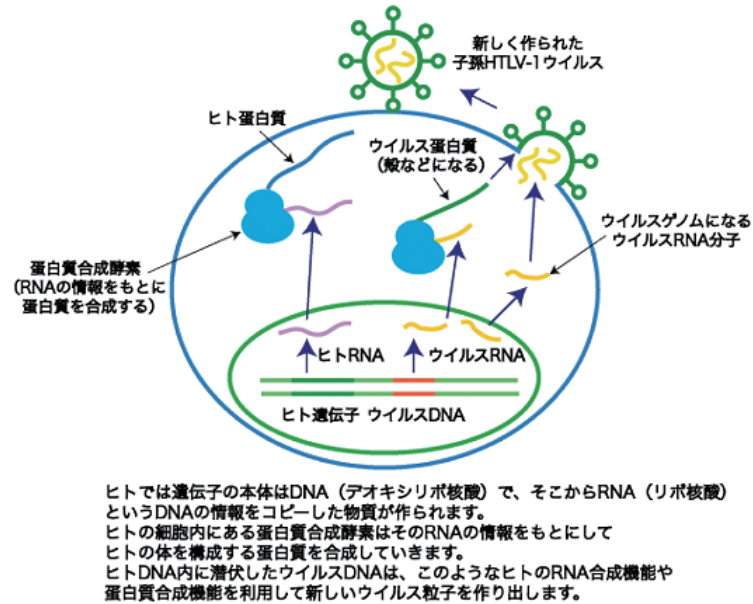 新しく作られた
子孫HTLV-1ウイルス
ヒト蛋白質
ウイルス蛋白質
(殻などになる)
ウイルスゲノムになる
ウイルスRNA分子
蛋白質合成酵素
(RNAの情報をもとに
蛋白質を合成する)
ヒトRNA
ウイルスRNA
ヒト遺伝子
ウイルスDNA
ヒトでは遺伝子の本体はDNA(デオキシリボ核酸)で、そこからRNA(リボ核酸)
というDNAの情報をコピーした物質が作られます。
ヒトの細胞内にある蛋白質合成酵素はそのRNAの情報をもとにして
ヒトの体を構成する蛋白質を合成していきます。
ヒトDNA内に潜伏したウイルスDNAは、このようなヒトのRNA合成機能や
蛋白質合成機能を利用して新しいウイルス粒子を作り出します。